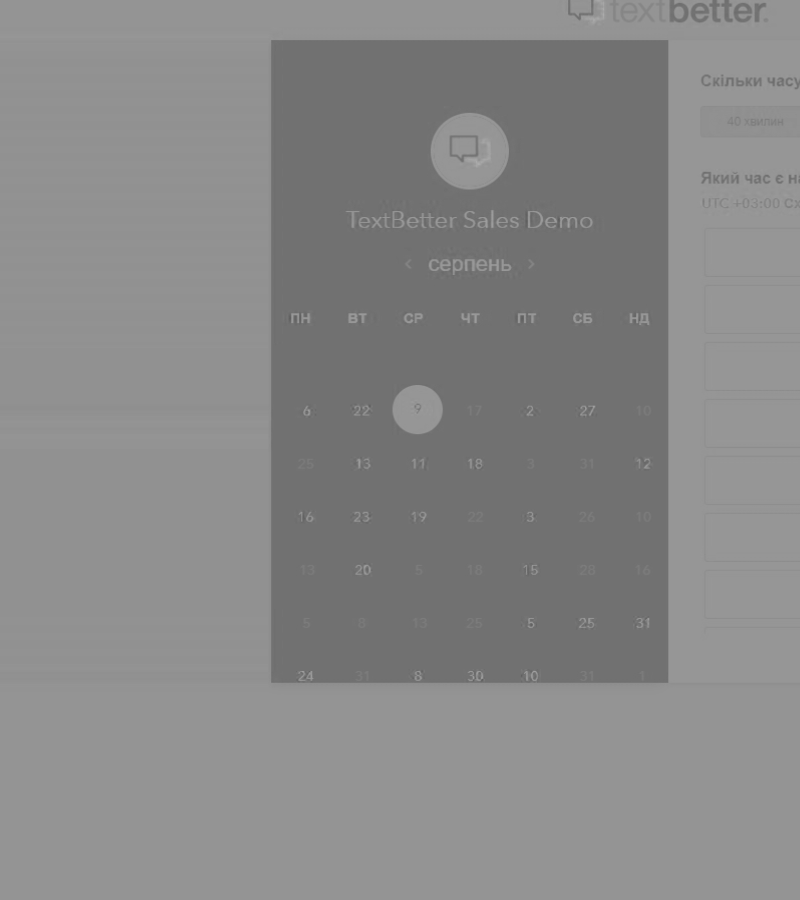 textbetter.
TextBetter Sales Demo
‹ серпень ›
ПН ВТ СР ЧТ ПТ СБ НД
6 22 9 17 2 27 10
25 13 11 18 3 31 12
16 23 19 22 3 26 10
13 20 5 18 15 28 16
5 8 13 25 5 25 31
24 31 8 30 10 31 1
Скільки часу
40 хвилин
Який час є
UTC +03:00